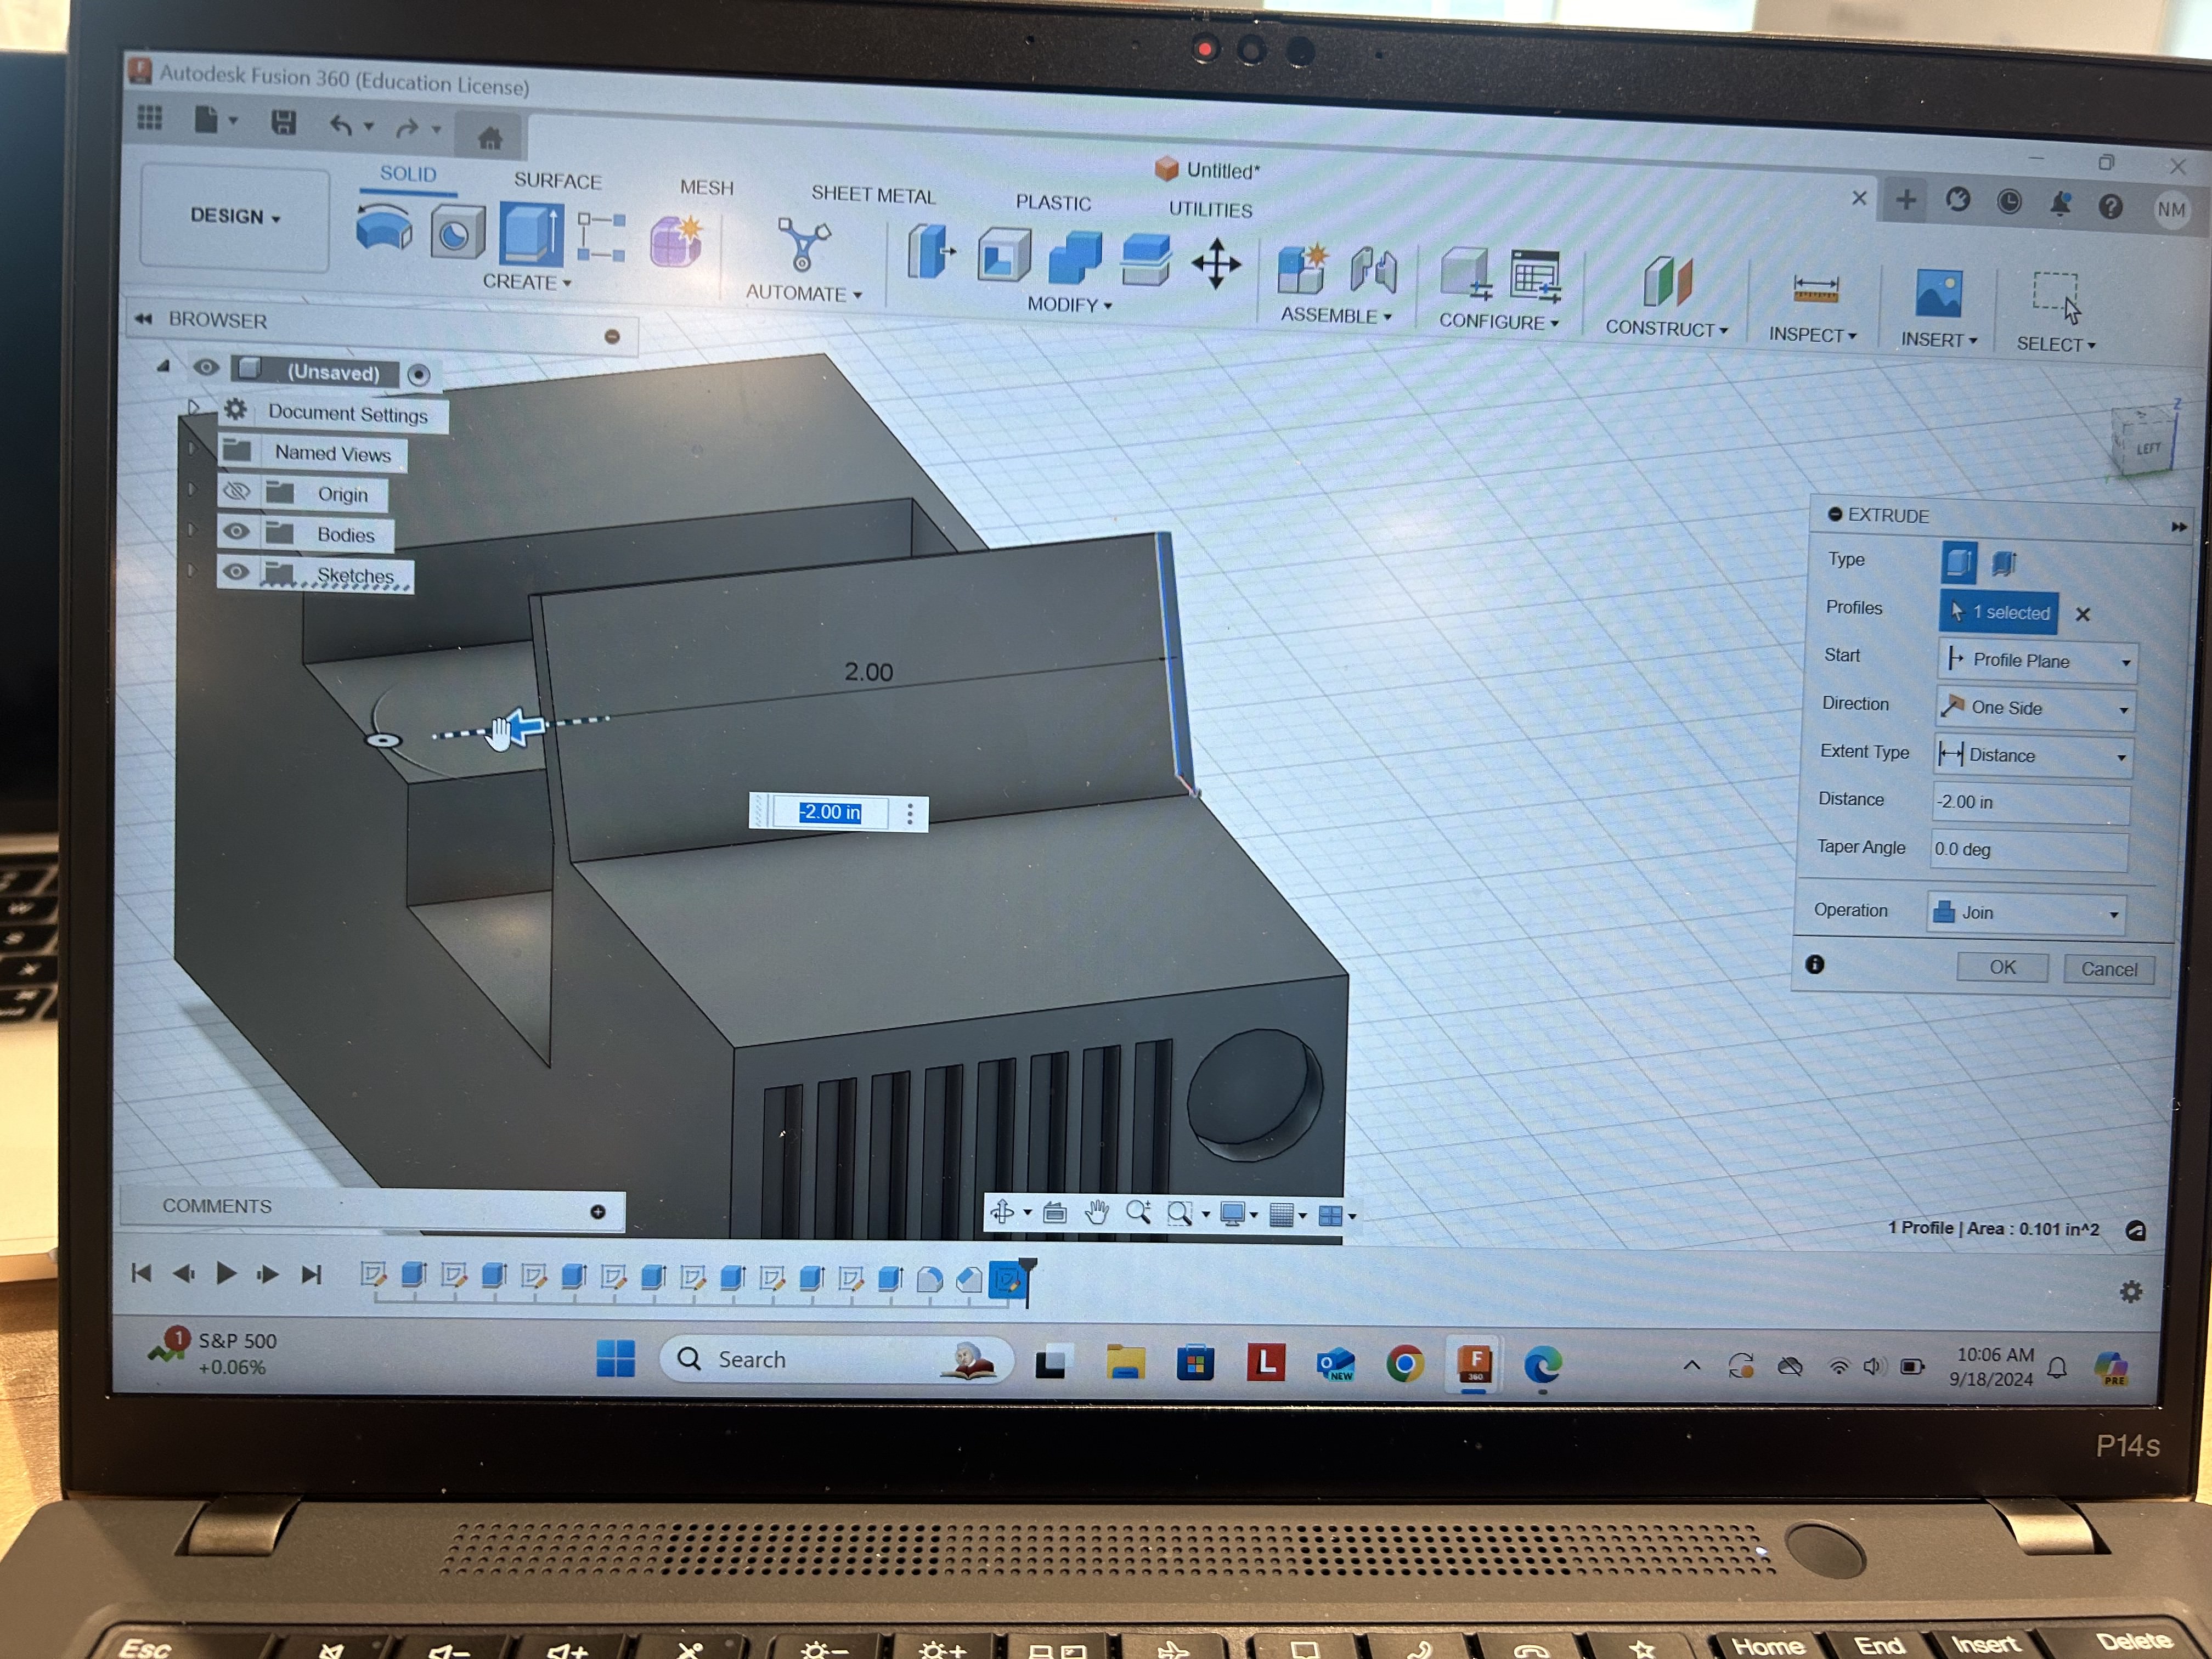 Autodesk Fusion 360 (Education License)
Untitled*
NM
DESIGN
SOLID
SURFACE
MESH
SHEET METAL
PLASTIC
UTILITIES
CREATE
AUTOMATE
MODIFY
ASSEMBLE
CONFIGURE
CONSTRUCT
INSPECT
INSERT
SELECT
BROWSER
(Unsaved)
Document Settings
Named Views
Origin
Bodies
Sketches
Z
LEFT
2.00
-2.00 in
EXTRUDE
Type
Profiles 1 selected
Start Profile Plane
Direction One Side
Extent Type Distance
Distance -2.00 in
Taper Angle 0.0 deg
Operation Join
OK Cancel
COMMENTS
1 Profile | Area : 0.101 in^2
1
S&P 500
+0.06%
Search
L
O
NEW
F
360
10:06 AM
9/18/2024
PRE
P14s
Esc
Home End Insert Delete